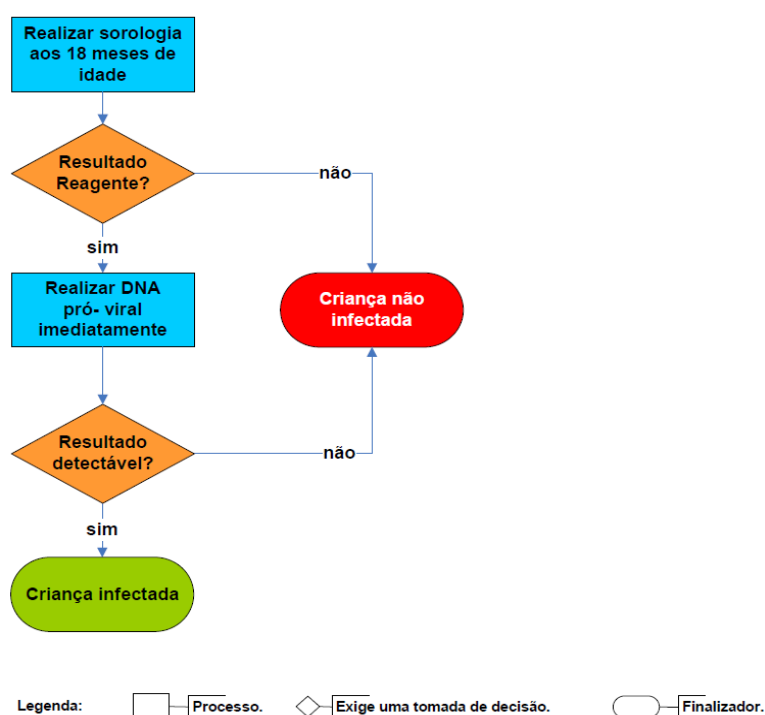 Realizar sorologia
aos 18 meses de
idade
Resultado
Reagente?
não
sim
Realizar DNA
pró- viral
imediatamente
Criança não
infectada
Resultado
detectável?
não
sim
Criança infectada
Legenda:
Processo.
Exige uma tomada de decisão.
Finalizador.